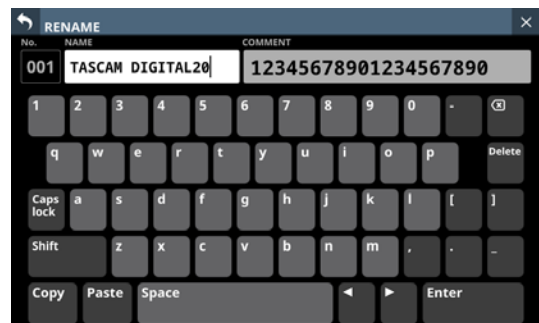 RENAME ×
No. NAME COMMENT
001 TASCAM DIGITAL20 12345678901234567890
1 2 3 4 5 6 7 8 9 0 -
q w e r t y u i o p Delete
Caps lock a s d f g h j k l [ ]
Shift z x c v b n m , . _
Copy Paste Space ◄ ► Enter